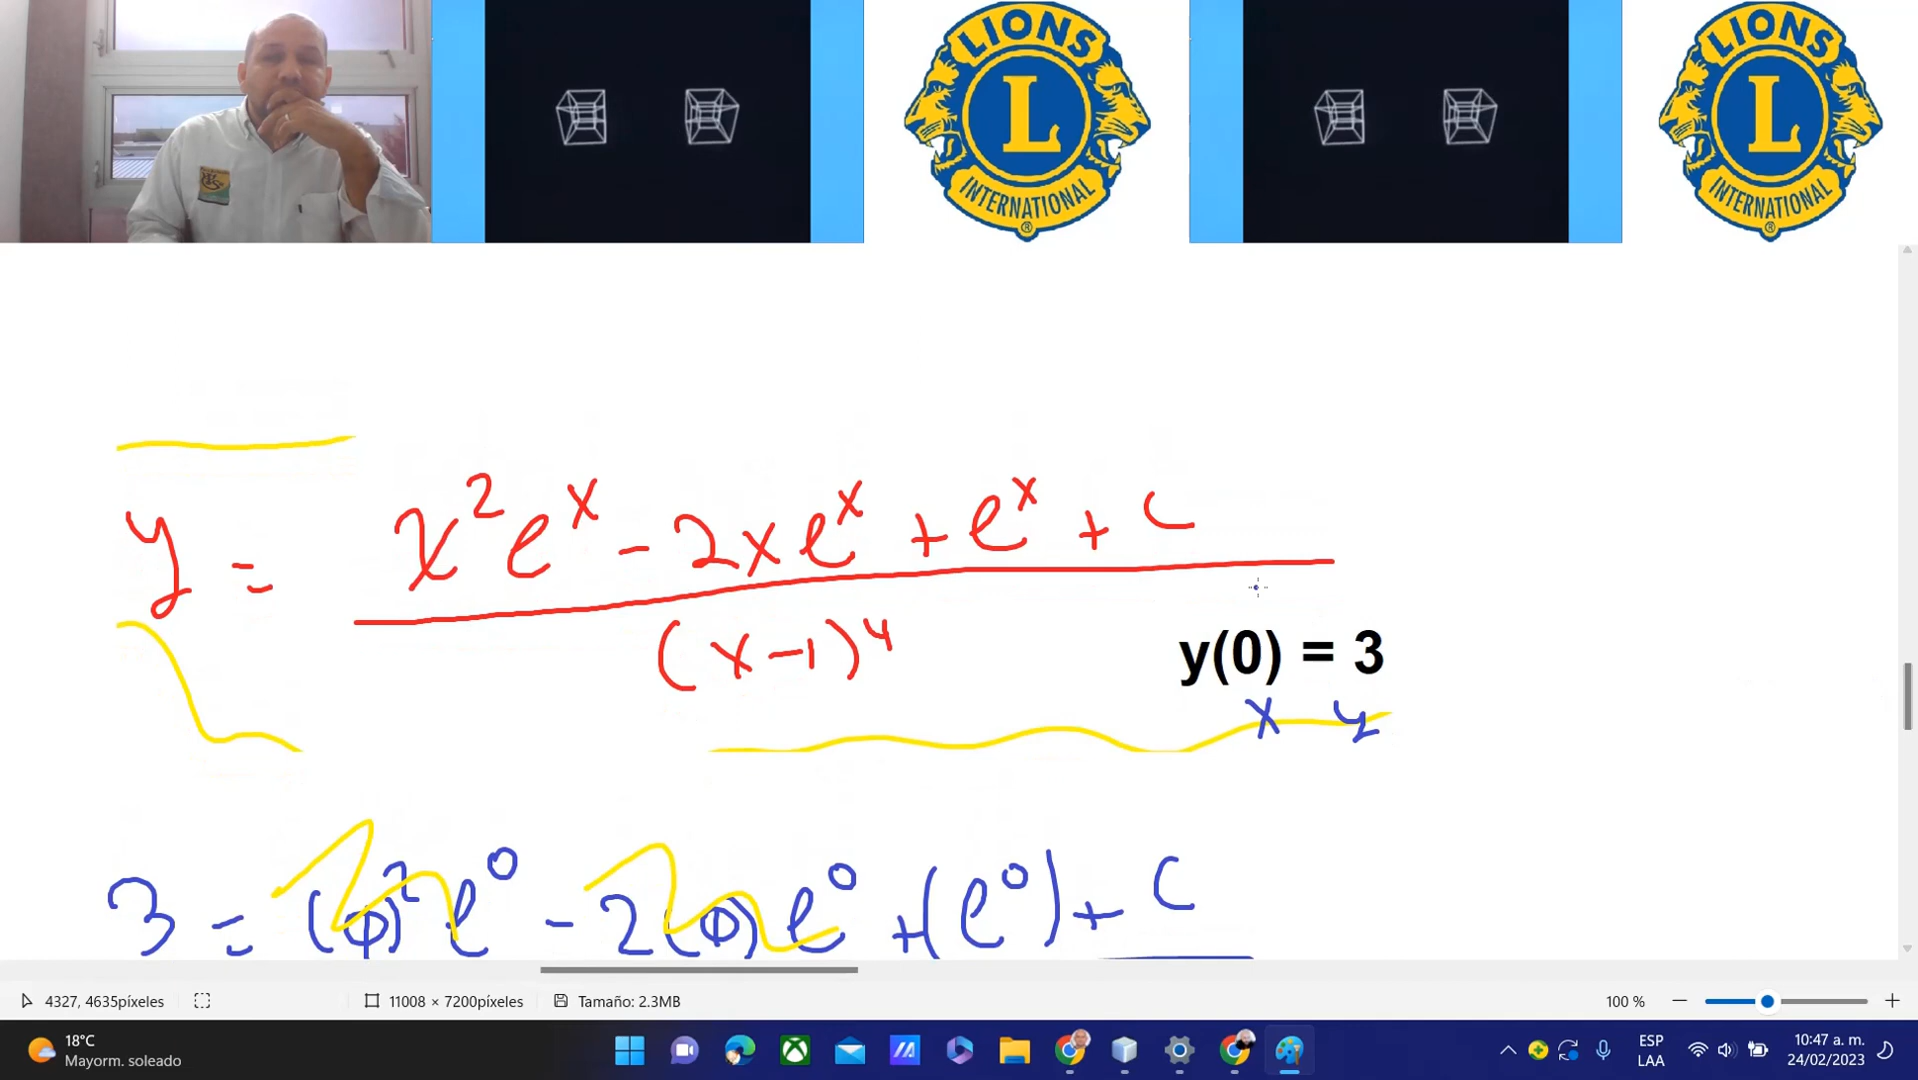 LIONS
L
INTERNATIONAL
®
LIONS
L
INTERNATIONAL
®
y = x²eˣ - 2xeˣ + eˣ + c
(x-1)⁴
y(0) = 3
x y
3 = (0)²e⁰ - 2(0)e⁰ + (e⁰) + C
4327, 4635píxeles
11008 × 7200píxeles
Tamaño: 2.3MB
100 %
18°C
Mayorm. soleado
ESP
LAA
10:47 a. m.
24/02/2023